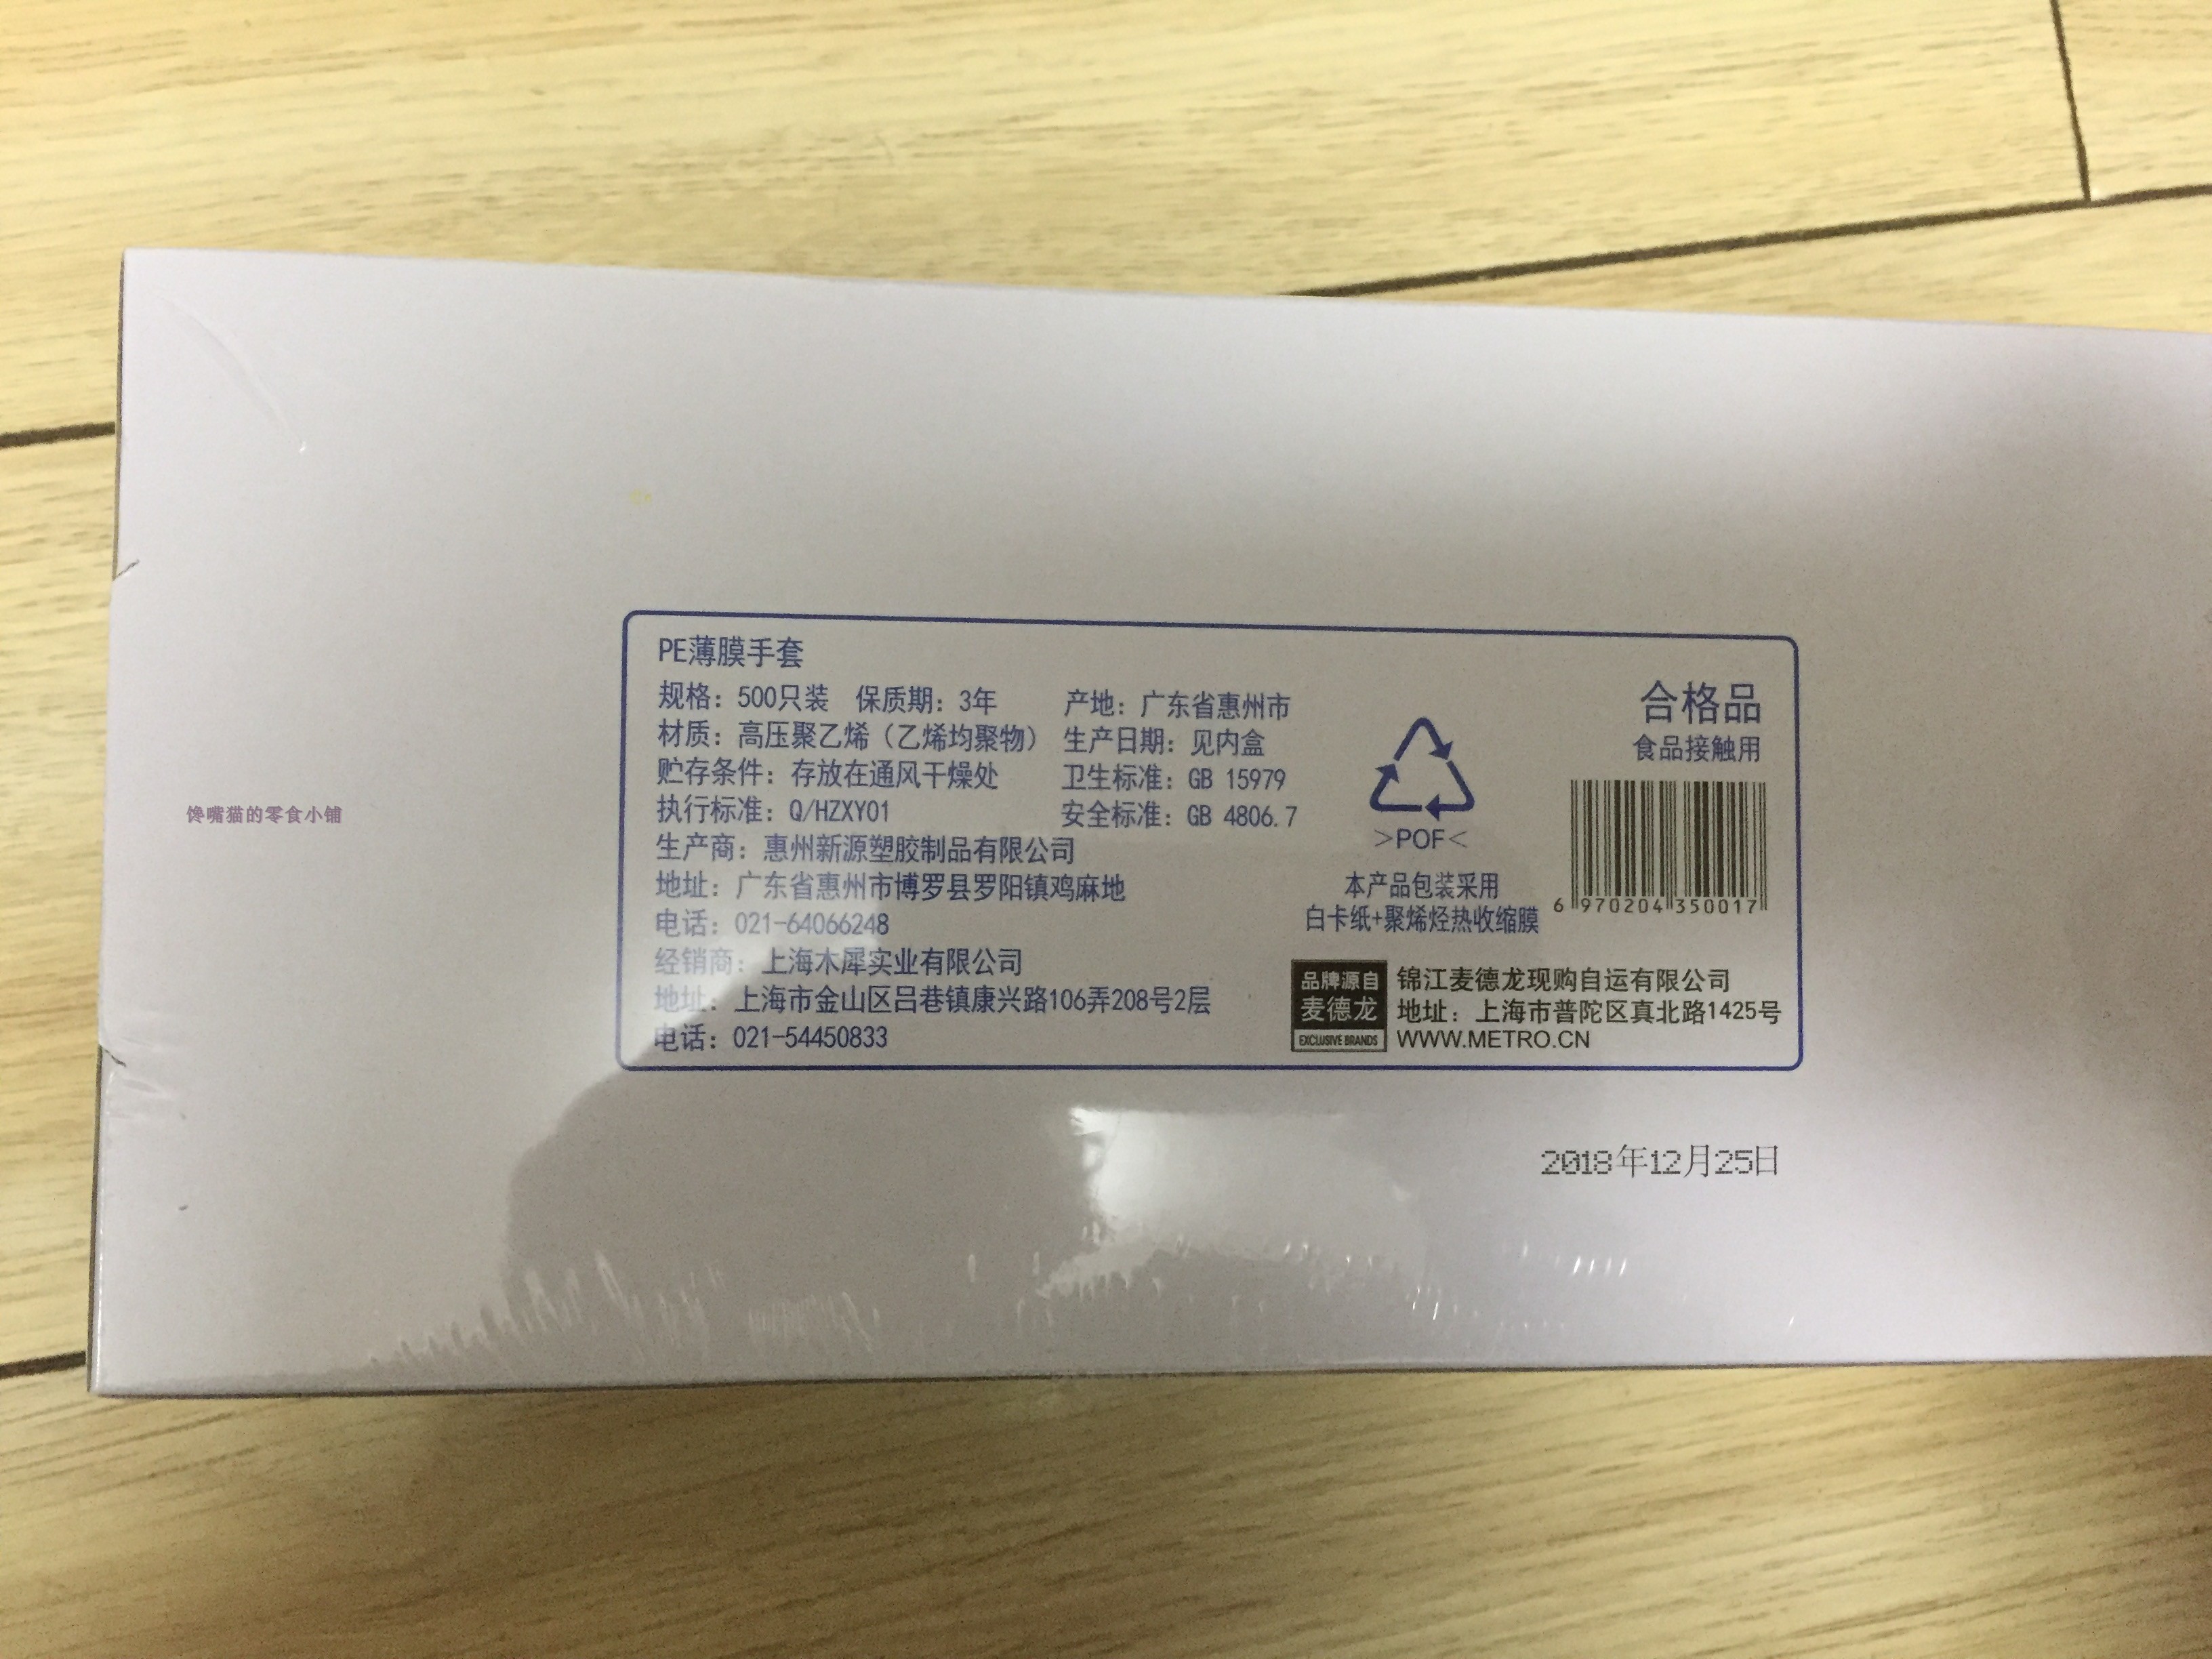 PE薄膜手套
规格：500只装 保质期：3年 产地：广东省惠州市
材质：高压聚乙烯（乙烯均聚物） 生产日期：见内盒
贮存条件：存放在通风干燥处 卫生标准：GB 15979
执行标准：Q/HZXY01 安全标准：GB 4806.7
生产商：惠州新源塑胶制品有限公司
地址：广东省惠州市博罗县罗阳镇鸡麻地
电话：021-64066248
经销商：上海木犀实业有限公司
地址：上海市金山区吕巷镇康兴路106弄208号2层
电话：021-54450833
>POF<
本产品包装采用
白卡纸+聚烯烃热收缩膜
合格品
食品接触用
6 970204 350017
品牌源自
麦德龙
EXCLUSIVE BRANDS
锦江麦德龙现购自运有限公司
地址：上海市普陀区真北路1425号
WWW.METRO.CN
2018年12月25日
馋嘴猫的零食小铺